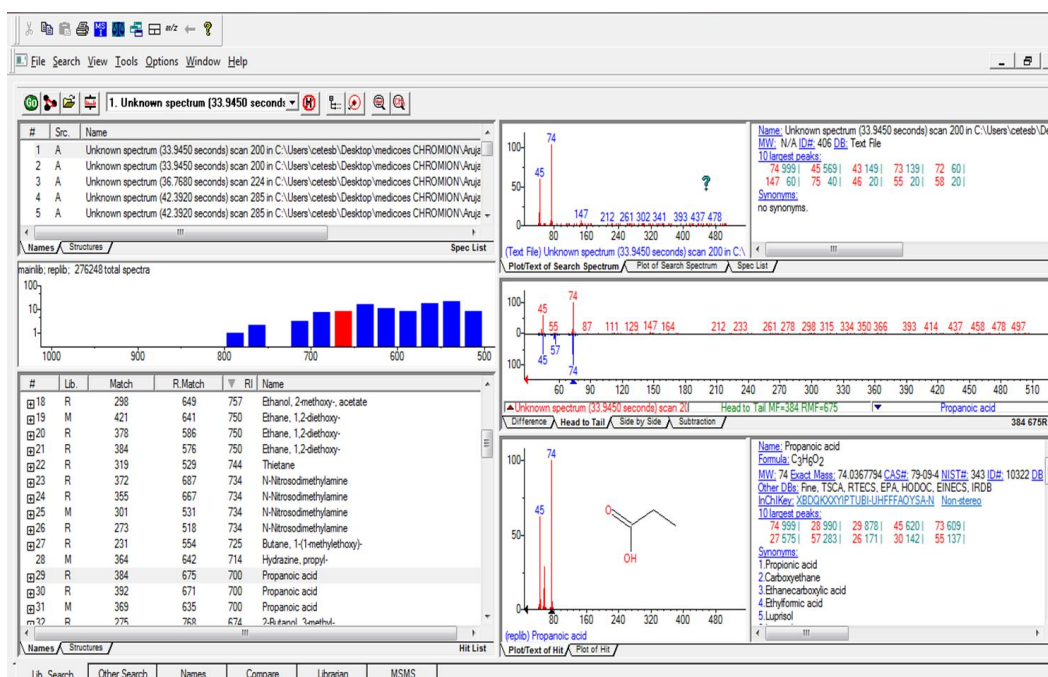 m/z
File Search View Tools Options Window Help
1. Unknown spectrum (33.9450 seconds
# Src. Name
1 A Unknown spectrum (33.9450 seconds) scan 200 in C:\Users\cetesb\Desktop\medicoes CHROMION\Aruja
2 A Unknown spectrum (33.9450 seconds) scan 200 in C:\Users\cetesb\Desktop\medicoes CHROMION\Aruja
3 A Unknown spectrum (36.7680 seconds) scan 224 in C:\Users\cetesb\Desktop\medicoes CHROMION\Aruja
4 A Unknown spectrum (42.3920 seconds) scan 285 in C:\Users\cetesb\Desktop\medicoes CHROMION\Aruja
5 A Unknown spectrum (42.3920 seconds) scan 285 in C:\Users\cetesb\Desktop\medicoes CHROMION\Aruja
Names Structures Spec List
mainlib; replib; 276248 total spectra
100
10
1
1000 900 800 700 600 500
# Lib. Match R.Match RI Name
18 R 298 649 757 Ethanol, 2-methoxy-, acetate
19 M 421 641 750 Ethane, 1,2-diethoxy-
20 R 378 586 750 Ethane, 1,2-diethoxy-
21 R 384 576 750 Ethane, 1,2-diethoxy-
22 R 319 529 744 Thietane
23 R 372 687 734 N-Nitrosodimethylamine
24 R 355 667 734 N-Nitrosodimethylamine
25 M 301 531 734 N-Nitrosodimethylamine
26 R 273 518 734 N-Nitrosodimethylamine
27 R 231 554 725 Butane, 1-(1-methylethoxy)-
28 M 364 642 714 Hydrazine, propyl-
29 R 384 675 700 Propanoic acid
30 R 392 671 700 Propanoic acid
31 M 369 635 700 Propanoic acid
32 R 275 768 674 2-Butanol, 3-methyl-
Names Structures Hit List
Lib. Search Other Search Names Compare Librarian MSMS
100
50
0
74
45
147 212 261 302 341 393 437 478
?
80 160 240 320 400 480
(Text File) Unknown spectrum (33.9450 seconds) scan 200 in C:\
Plot/Text of Search Spectrum Plot of Search Spectrum Spec List
Name: Unknown spectrum (33.9450 seconds) scan 200 in C:\Users\cetesb\De
MW: N/A ID#: 406 DB: Text File
10 largest peaks:
74 999 | 45 569 | 43 149 | 73 139 | 72 60 |
147 60 | 75 40 | 46 20 | 55 20 | 58 20 |
Synonyms:
no synonyms.
100
50
0
50
100
74
45
55 87 111 129 147 164 212 233 261 278 298 315 334 350 366 393 414 437 458 478 497
57
45
74
60 90 120 150 180 210 240 270 300 330 360 390 420 450 480 510
Unknown spectrum (33.9450 seconds) scan 20 Head to Tail MF=384 RMF=675 Propanoic acid
Difference Head to Tail Side by Side Subtraction 384 675R
100
50
0
74
45
O
OH
80 160 240 320 400 480
(replib) Propanoic acid
Plot/Text of Hit Plot of Hit
Name: Propanoic acid
Formula: C3H6O2
MW: 74 Exact Mass: 74.0367794 CAS#: 79-09-4 NIST#: 343 ID#: 10322 DB
Other DBs: Fine, TSCA, RTECS, EPA, HODOC, EINECS, IRDB
InChIKey: XBDQKXXYIPTUBI-UHFFFAOYSA-N Non-stereo
10 largest peaks:
74 999 | 28 990 | 29 878 | 45 620 | 73 609 |
27 575 | 57 283 | 26 171 | 30 142 | 55 137 |
Synonyms:
1.Propionic acid
2.Carboxyethane
3.Ethanecarboxylic acid
4.Ethylformic acid
5.Luprisol